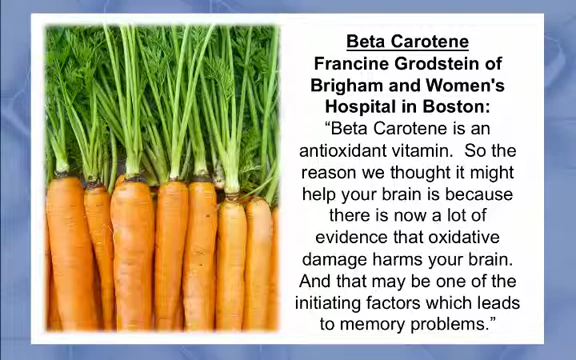 Beta Carotene
Francine Grodstein of
Brigham and Women's
Hospital in Boston:
“Beta Carotene is an
antioxidant vitamin.  So the
reason we thought it might
help your brain is because
there is now a lot of
evidence that oxidative
damage harms your brain.
And that may be one of the
initiating factors which leads
to memory problems.”